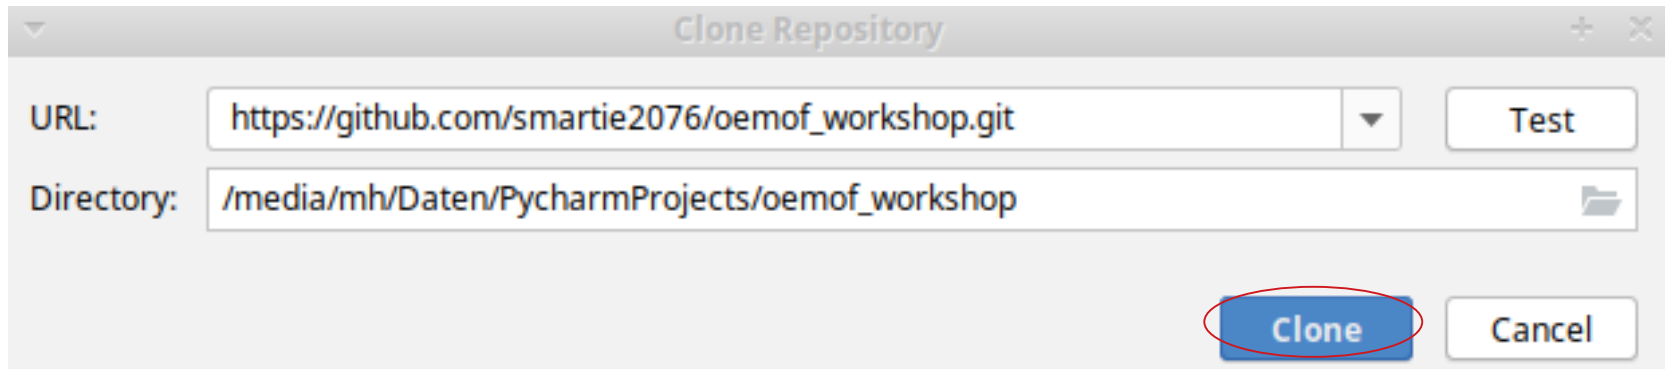 Clone Repository
URL: https://github.com/smartie2076/oemof_workshop.git Test
Directory: /media/mh/Daten/PycharmProjects/oemof_workshop
Clone Cancel